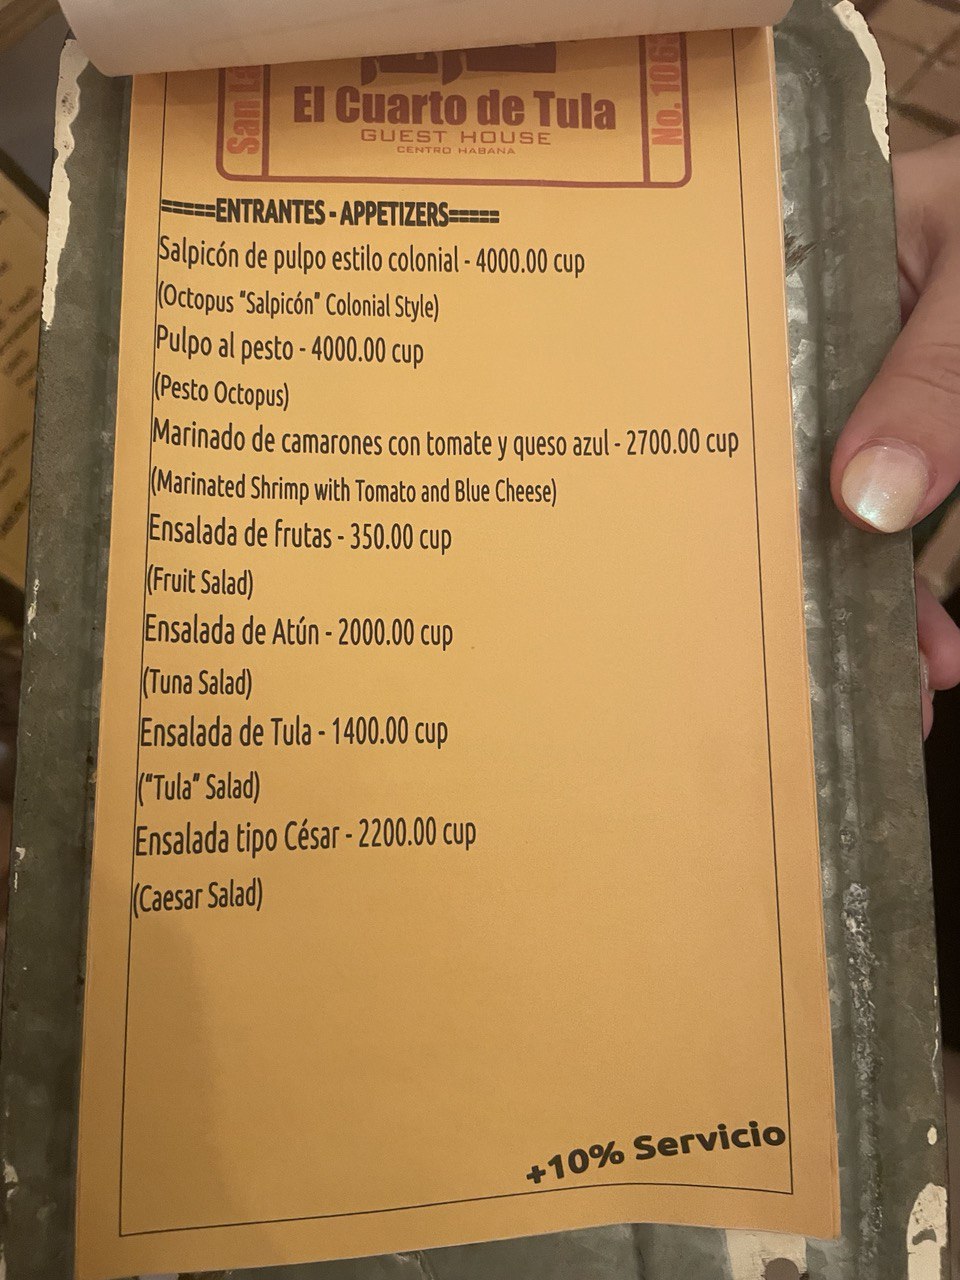 San
El Cuarto de Tula
No. 106
GUEST HOUSE
CENTRO HABANA
=====ENTRANTES - APPETIZERS=====
Salpicón de pulpo estilo colonial - 4000.00 cup
(Octopus "Salpicón" Colonial Style)
Pulpo al pesto - 4000.00 cup
(Pesto Octopus)
Marinado de camarones con tomate y queso azul - 2700.00 cup
(Marinated Shrimp with Tomato and Blue Cheese)
Ensalada de frutas - 350.00 cup
(Fruit Salad)
Ensalada de Atún - 2000.00 cup
(Tuna Salad)
Ensalada de Tula - 1400.00 cup
("Tula" Salad)
Ensalada tipo César - 2200.00 cup
(Caesar Salad)
+10% Servicio